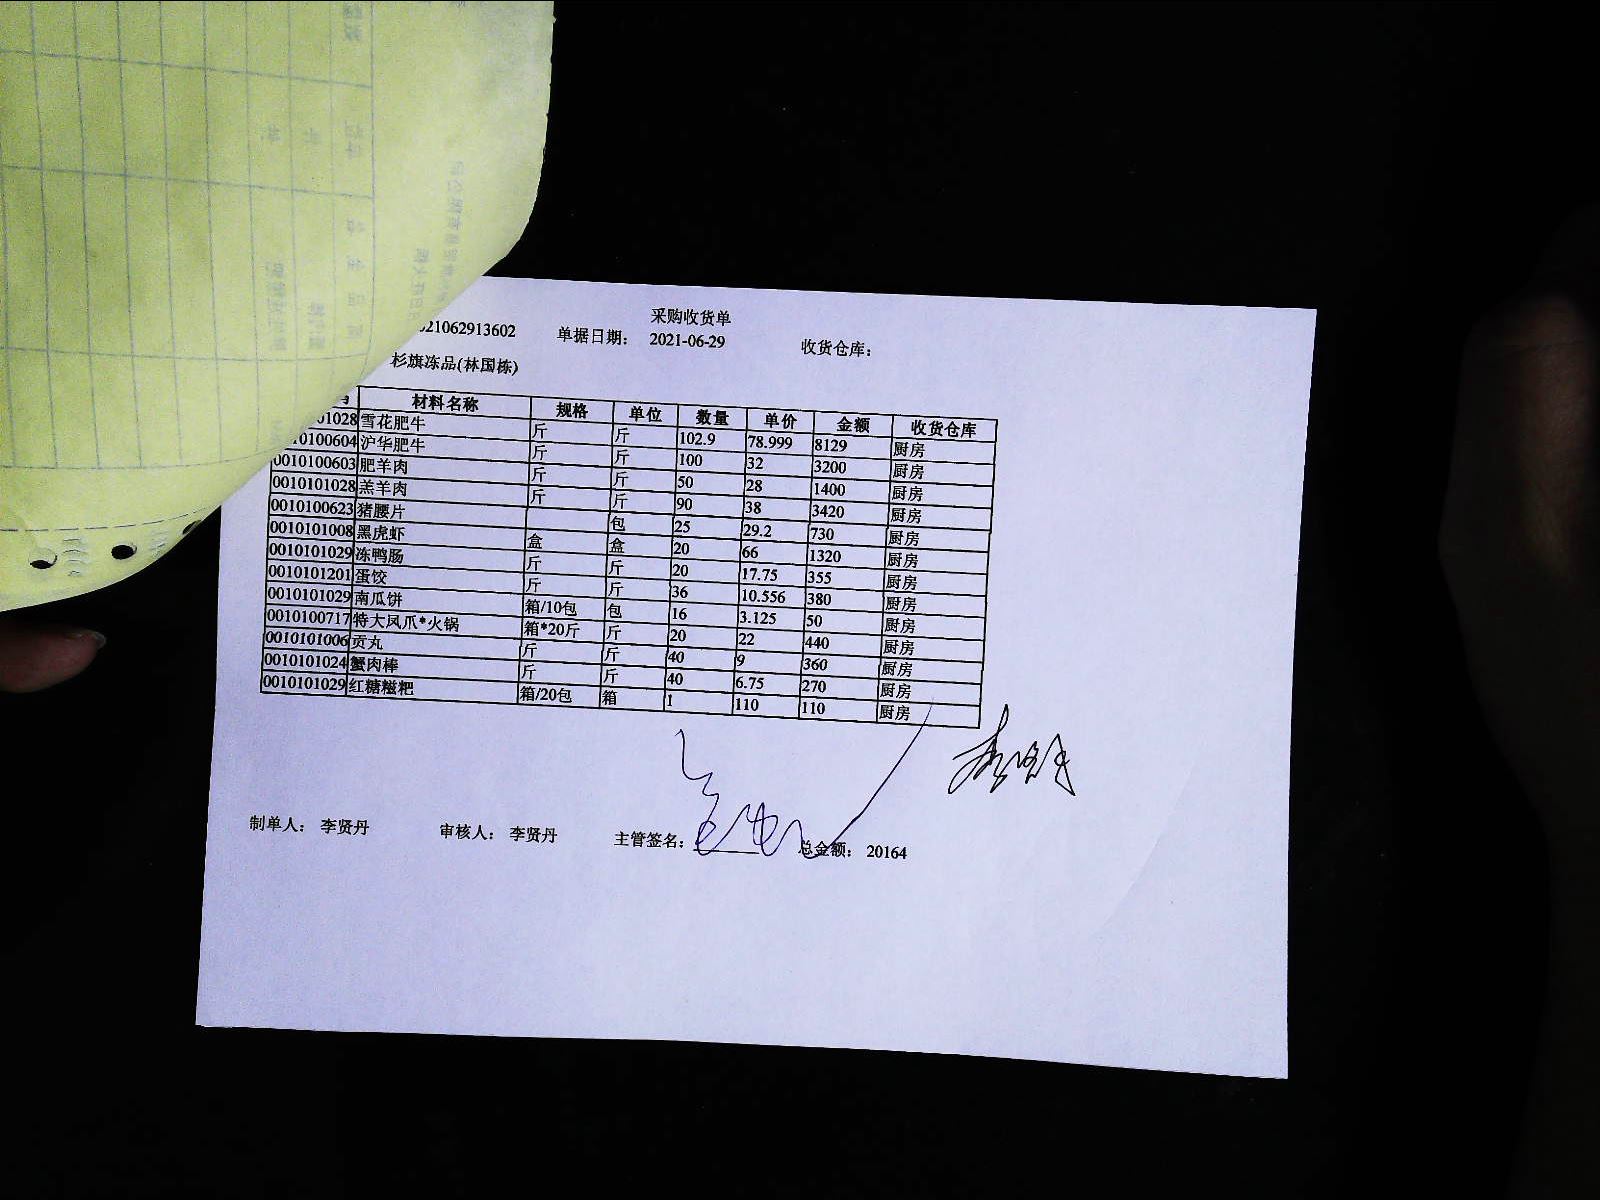 采购收货单
21062913602 单据日期: 2021-06-29 收货仓库:
杉旗冻品(林国栋)
材料名称 规格 单位 数量 单价 金额 收货仓库
01028 雪花肥牛 斤 斤 102.9 78.999 8129 厨房
10100604 沪华肥牛 斤 斤 100 32 3200 厨房
0010100603 肥羊肉 斤 斤 50 28 1400 厨房
0010101028 羔羊肉 斤 斤 90 38 3420 厨房
0010100623 猪腰片 包 25 29.2 730 厨房
0010101008 黑虎虾 盒 盒 20 66 1320 厨房
0010101029 冻鸭肠 斤 斤 20 17.75 355 厨房
0010101201 蛋饺 斤 斤 36 10.556 380 厨房
0010101029 南瓜饼 箱/10包 包 16 3.125 50 厨房
0010100717 特大凤爪*火锅 箱*20斤 斤 20 22 440 厨房
0010101006 贡丸 斤 斤 40 9 360 厨房
0010101024 蟹肉棒 斤 斤 40 6.75 270 厨房
0010101029 红糖糍粑 箱/20包 箱 1 110 110 厨房
李贤丹
制单人: 李贤丹 审核人: 李贤丹 主管签名: 总金额: 20164